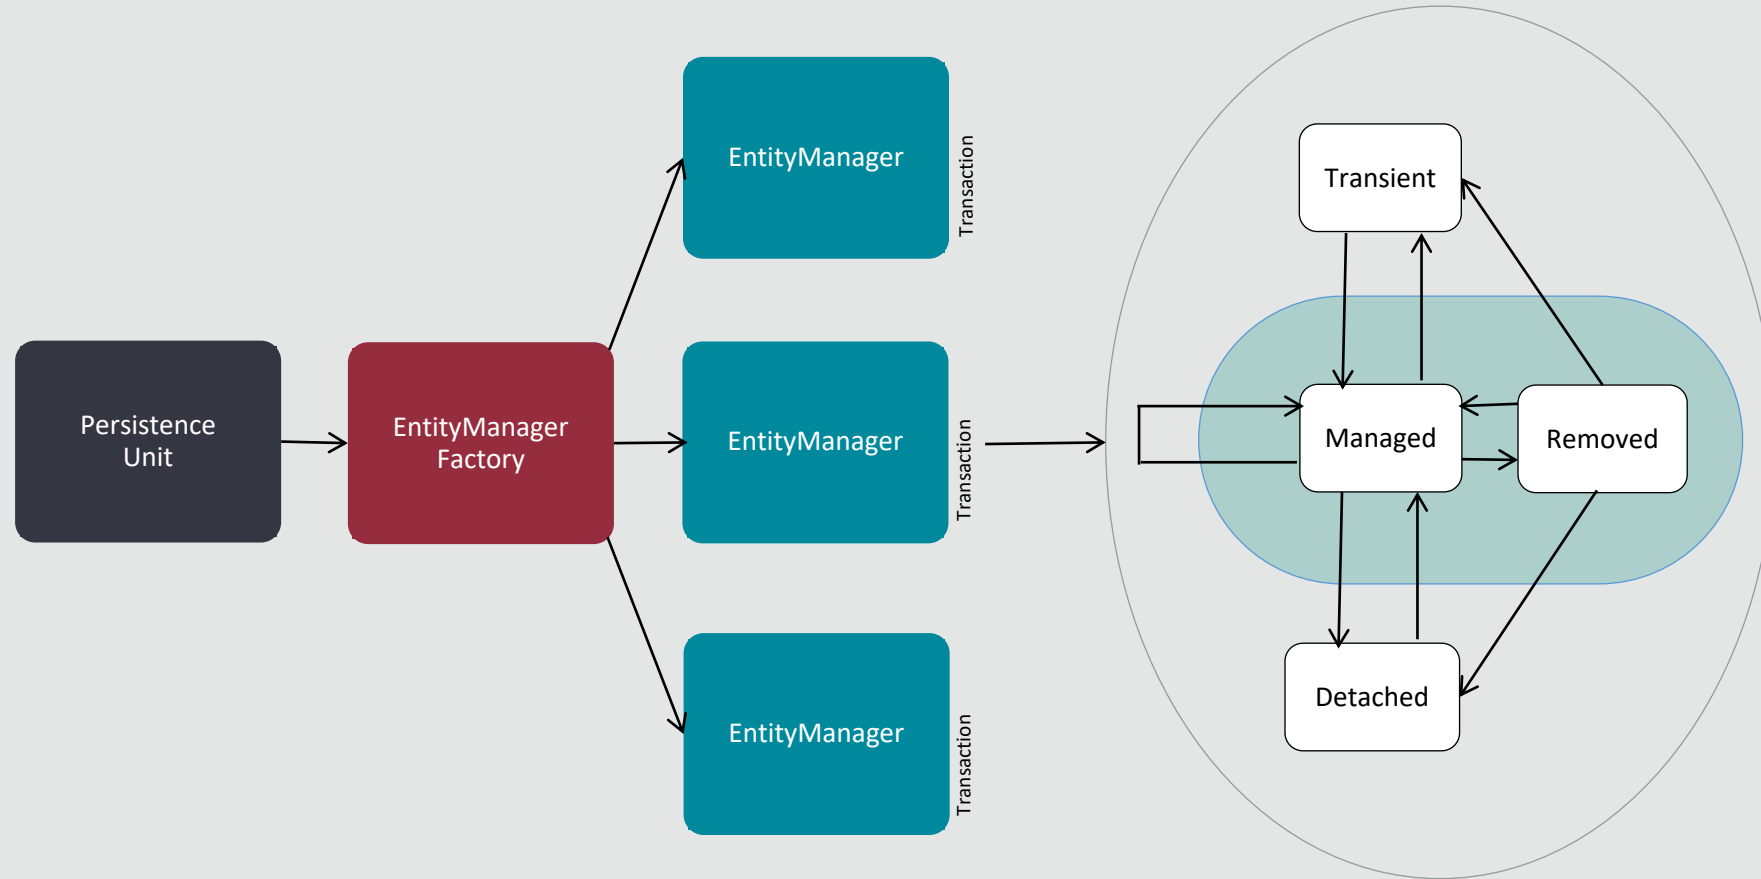 Persistence
Unit
EntityManager
Factory
EntityManager
Transaction
EntityManager
Transaction
EntityManager
Transaction
Transient
Managed
Removed
Detached